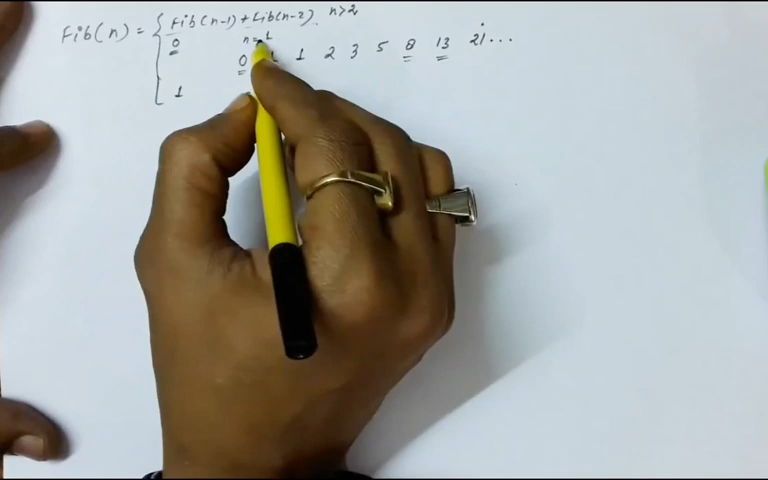 Fib(n) = { Fib(n-1) + Fib(n-2), n>2
0 n=1
0 1 1 2 3 5 8 13 21...
1